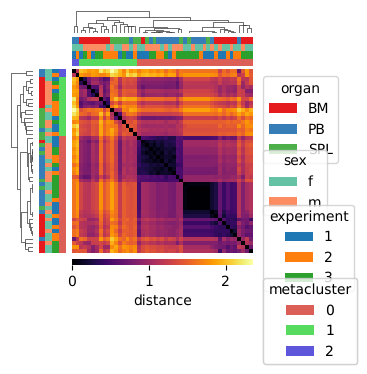 organ
BM
PB
SPL
sex
f
m
experiment
1
2
3
metacluster
0
1
2
0
1
2
distance